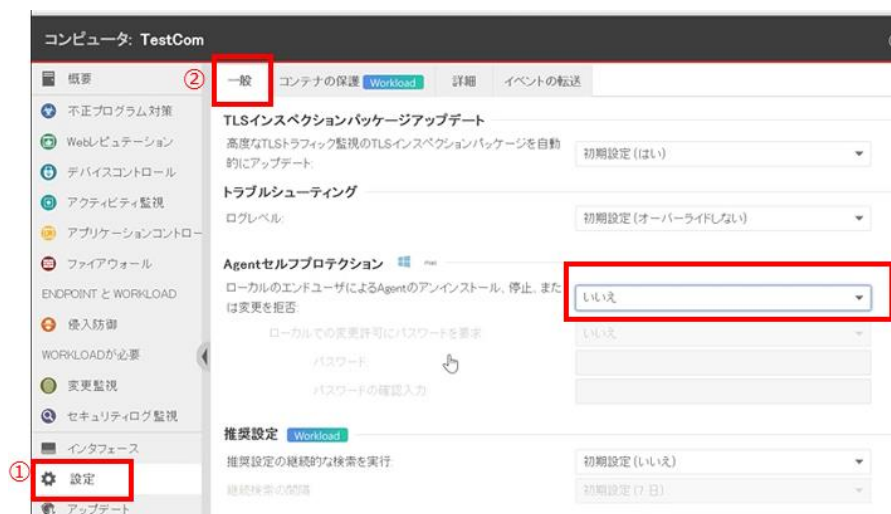 コンピュータ: TestCom
概要
不正プログラム対策
Webレピュテーション
デバイスコントロール
アクティビティ監視
アプリケーションコントロー
ファイアウォール
ENDPOINT と WORKLOAD
侵入防御
WORKLOADが必要
変更監視
セキュリティログ監視
インタフェース
①
設定
アップデート
②
一般
コンテナの保護 Workload
詳細
イベントの転送
TLSインスペクションパッケージアップデート
高度なTLSトラフィック監視のTLSインスペクションパッケージを自動
的にアップデート:
初期設定 (はい)
トラブルシューティング
ログレベル:
初期設定 (オーバーライドしない)
Agentセルフプロテクション
ローカルのエンドユーザによるAgentのアンインストール、停止、また
は変更を拒否:
いいえ
ローカルでの変更許可にパスワードを要求
いいえ
パスワード:
パスワードの確認入力:
推奨設定 Workload
推奨設定の継続的な検索を実行:
初期設定 (いいえ)
継続検索の間隔:
初期設定 (7 日)